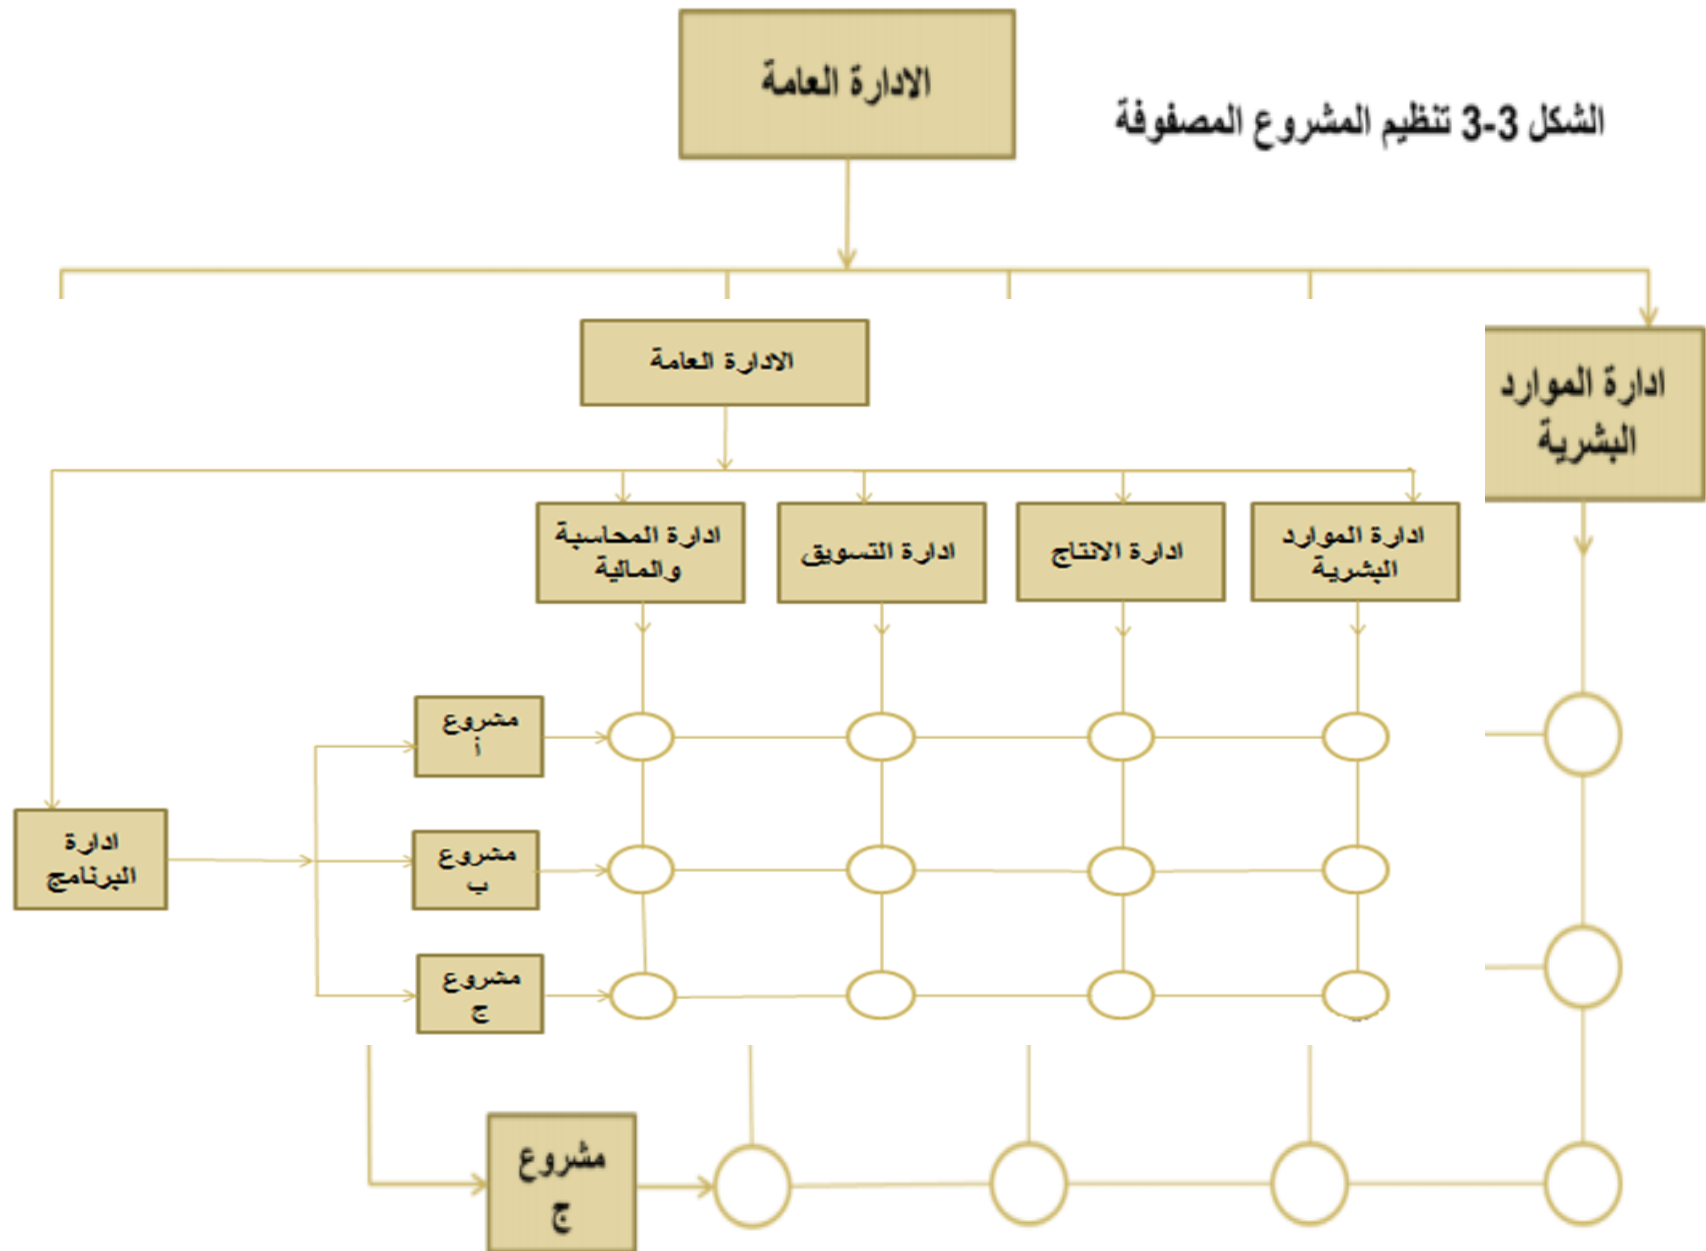 الادارة العامة
الشكل 3-3 تنظيم المشروع المصفوفة
الادارة العامة
ادارة الموارد
البشرية
ادارة الموارد
البشرية
ادارة الانتاج
ادارة التسويق
ادارة المحاسبة
والمالية
مشروع
أ
ادارة
البرنامج
مشروع
ب
مشروع
ج
مشروع
ج